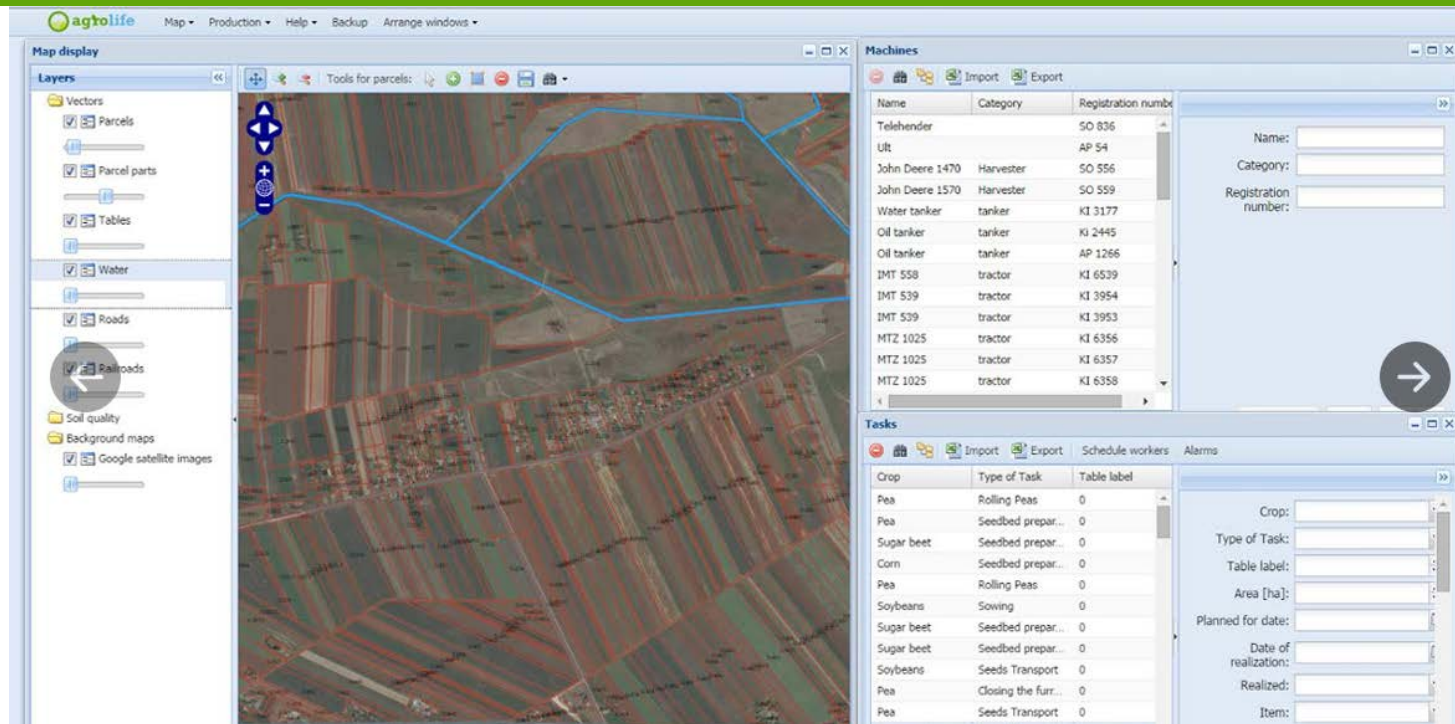 agrolife Map Production Help Backup Arrange windows
Map display
Layers
Tools for parcels:
Vectors
Parcels
Parcel parts
Tables
Water
Roads
Railroads
Soil quality
Background maps
Google satellite images
Machines
Import Export
Name Category Registration numbe
Telehender SO 836
Ult AP 54
John Deere 1470 Harvester SO 556
John Deere 1570 Harvester SO 559
Water tanker tanker KI 3177
Oil tanker tanker Ki 2445
Oil tanker tanker AP 1266
IMT 558 tractor KI 6539
IMT 539 tractor KI 3954
IMT 539 tractor KI 3953
MTZ 1025 tractor KI 6356
MTZ 1025 tractor KI 6357
MTZ 1025 tractor KI 6358
Name:
Category:
Registration
number:
Tasks
Import Export Schedule workers Alarms
Crop Type of Task Table label
Pea Rolling Peas 0
Pea Seedbed prepar... 0
Sugar beet Seedbed prepar... 0
Corn Seedbed prepar... 0
Pea Rolling Peas 0
Soybeans Sowing 0
Sugar beet Seedbed prepar... 0
Sugar beet Seedbed prepar... 0
Soybeans Seeds Transport 0
Pea Closing the furr... 0
Pea Seeds Transport 0
Crop:
Type of Task:
Table label:
Area [ha]:
Planned for date:
Date of
realization:
Realized:
Item: